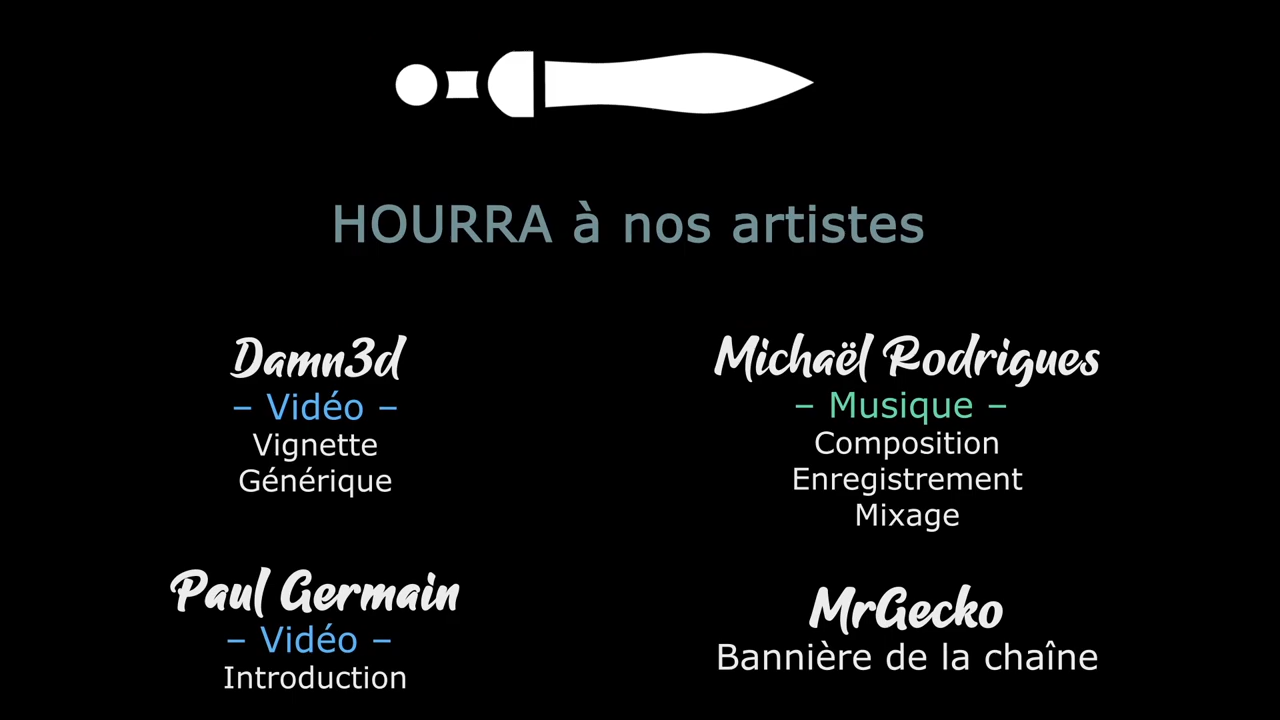 HOURRA à nos artistes
Damn3d
– Vidéo –
Vignette
Générique
Michaël Rodrigues
– Musique –
Composition
Enregistrement
Mixage
Paul Germain
– Vidéo –
Introduction
MrGecko
Bannière de la chaîne